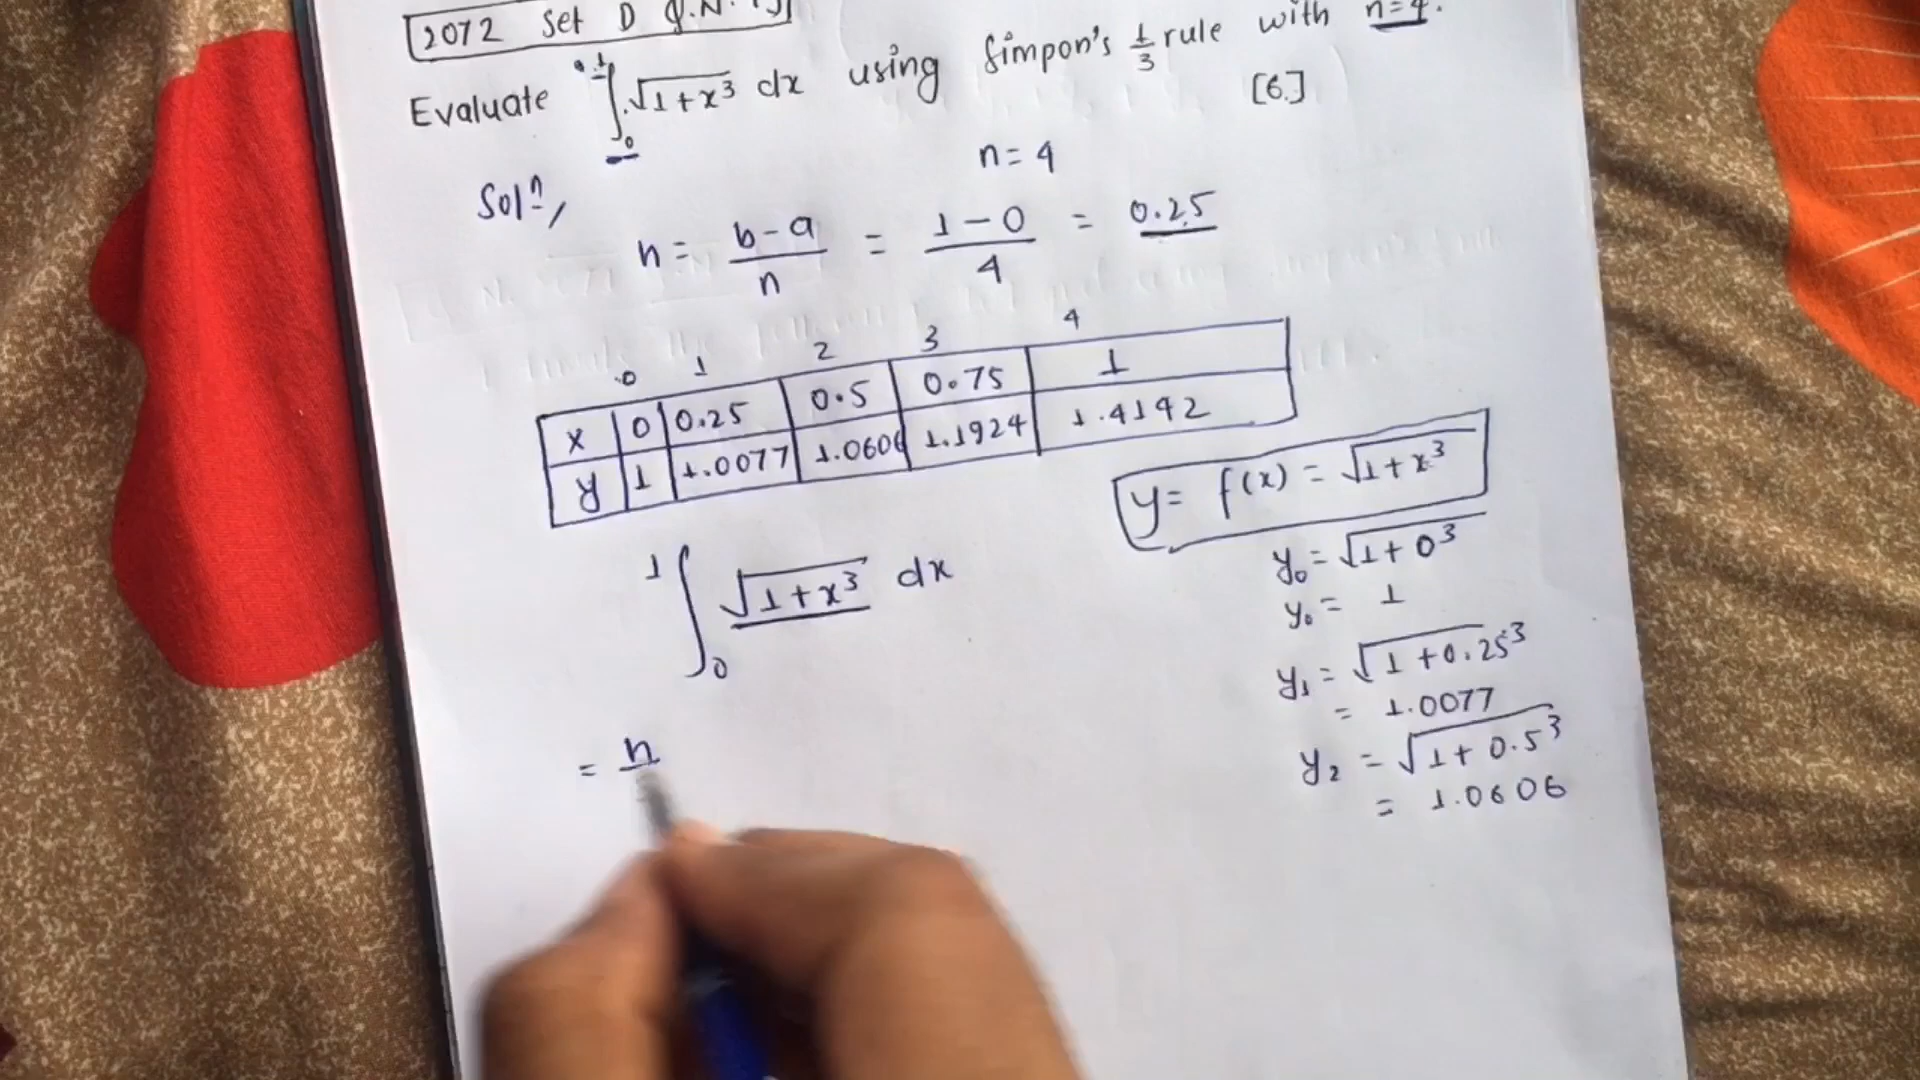 2072 Set D Q.N.
Evaluate ∫₀¹ √1+x³ dx using Simpon's 1/3 rule with n=4.
[6.]
n = 4
Solⁿ,
h = b-a/n = 1-0/4 = 0.25
0 1 2 3 4
x 0 0.25 0.5 0.75 1
y 1 1.0077 1.0606 1.1924 1.4142
y = f(x) = √1+x³
∫₀¹ √1+x³ dx
y₀ = √1+0³
y₀ = 1
y₁ = √1+0.25³
= 1.0077
= h
y₂ = √1+0.5³
= 1.0606